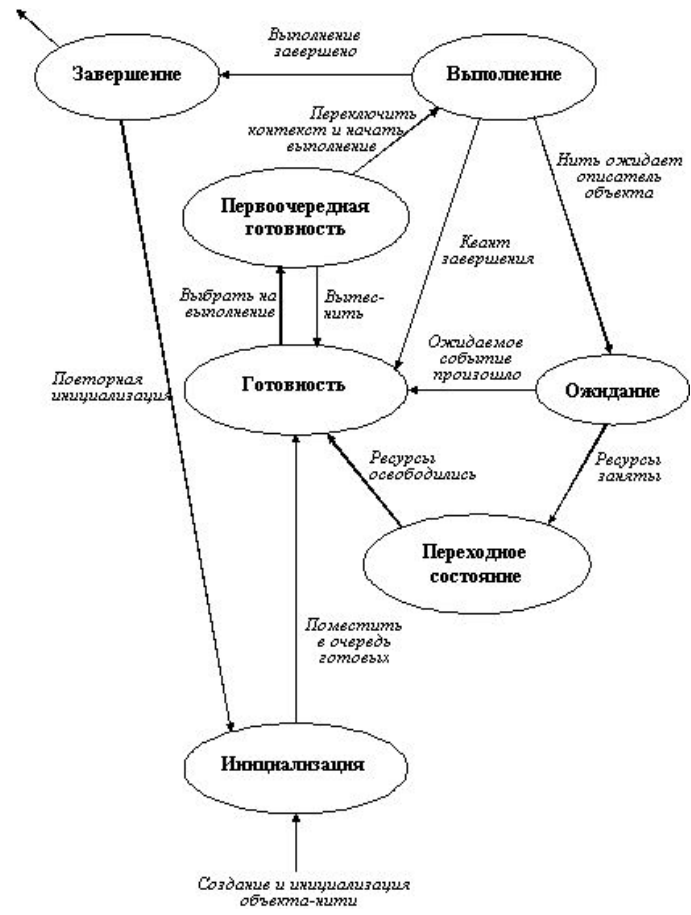 Выполнение
завершено
Завершение
Выполнение
Переключить
контекст и начать
выполнение
Нить ожидает
описатель
объекта
Первоочередная
готовность
Квант
завершения
Выбрать на
выполнение
Вытес-
нить
Ожидаемое
событие
произошло
Повторная
инициализация
Готовность
Ожидание
Ресурсы
освободились
Ресурсы
заняты
Переходное
состояние
Поместить
в очередь
готовых
Инициализация
Создание и инициализация
объекта-нити